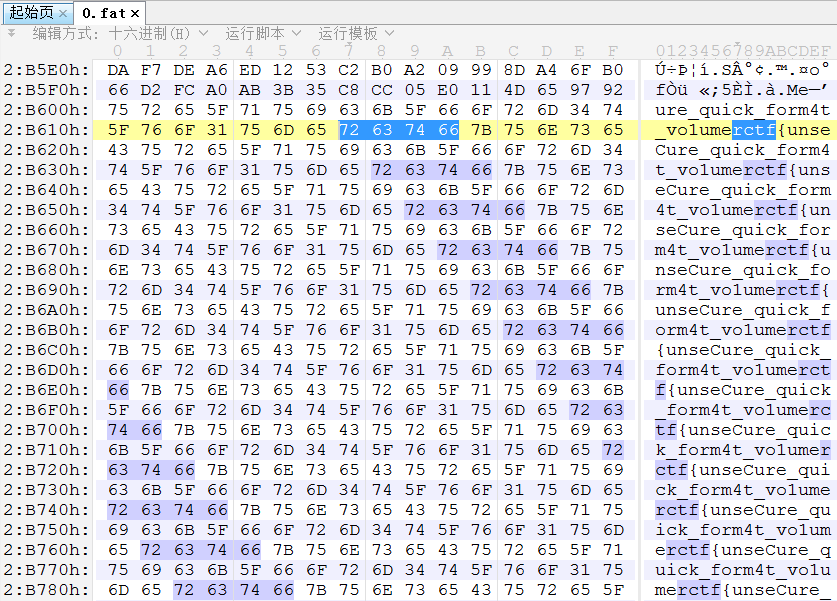 起始页 × 0.fat ×
编辑方式: 十六进制(H) 运行脚本 运行模板
0 1 2 3 4 5 6 7 8 9 A B C D E F 0123456789ABCDEF
2:B5E0h: DA F7 DE A6 ED 12 53 C2 B0 A2 09 99 8D A4 6F B0 Ú÷Þ¦í.SÂ°¢.™.¤o°
2:B5F0h: 66 D2 FC A0 AB 3B 35 C8 CC 05 E0 11 4D 65 97 92 fÒü «;5ÈÌ.à.Me—’
2:B600h: 75 72 65 5F 71 75 69 63 6B 5F 66 6F 72 6D 34 74 ure_quick_form4t
2:B610h: 5F 76 6F 31 75 6D 65 72 63 74 66 7B 75 6E 73 65 _vo1umerctf{unse
2:B620h: 43 75 72 65 5F 71 75 69 63 6B 5F 66 6F 72 6D 34 Cure_quick_form4
2:B630h: 74 5F 76 6F 31 75 6D 65 72 63 74 66 7B 75 6E 73 t_vo1umerctf{uns
2:B640h: 65 43 75 72 65 5F 71 75 69 63 6B 5F 66 6F 72 6D eCure_quick_form
2:B650h: 34 74 5F 76 6F 31 75 6D 65 72 63 74 66 7B 75 6E 4t_vo1umerctf{un
2:B660h: 73 65 43 75 72 65 5F 71 75 69 63 6B 5F 66 6F 72 seCure_quick_for
2:B670h: 6D 34 74 5F 76 6F 31 75 6D 65 72 63 74 66 7B 75 m4t_vo1umerctf{u
2:B680h: 6E 73 65 43 75 72 65 5F 71 75 69 63 6B 5F 66 6F nseCure_quick_fo
2:B690h: 72 6D 34 74 5F 76 6F 31 75 6D 65 72 63 74 66 7B rm4t_vo1umerctf{
2:B6A0h: 75 6E 73 65 43 75 72 65 5F 71 75 69 63 6B 5F 66 unseCure_quick_f
2:B6B0h: 6F 72 6D 34 74 5F 76 6F 31 75 6D 65 72 63 74 66 orm4t_vo1umerctf
2:B6C0h: 7B 75 6E 73 65 43 75 72 65 5F 71 75 69 63 6B 5F {unseCure_quick_
2:B6D0h: 66 6F 72 6D 34 74 5F 76 6F 31 75 6D 65 72 63 74 form4t_vo1umerct
2:B6E0h: 66 7B 75 6E 73 65 43 75 72 65 5F 71 75 69 63 6B f{unseCure_quick
2:B6F0h: 5F 66 6F 72 6D 34 74 5F 76 6F 31 75 6D 65 72 63 _form4t_vo1umerc
2:B700h: 74 66 7B 75 6E 73 65 43 75 72 65 5F 71 75 69 63 tf{unseCure_quic
2:B710h: 6B 5F 66 6F 72 6D 34 74 5F 76 6F 31 75 6D 65 72 k_form4t_vo1umer
2:B720h: 63 74 66 7B 75 6E 73 65 43 75 72 65 5F 71 75 69 ctf{unseCure_qui
2:B730h: 63 6B 5F 66 6F 72 6D 34 74 5F 76 6F 31 75 6D 65 ck_form4t_vo1ume
2:B740h: 72 63 74 66 7B 75 6E 73 65 43 75 72 65 5F 71 75 rctf{unseCure_qu
2:B750h: 69 63 6B 5F 66 6F 72 6D 34 74 5F 76 6F 31 75 6D ick_form4t_vo1um
2:B760h: 65 72 63 74 66 7B 75 6E 73 65 43 75 72 65 5F 71 erctf{unseCure_q
2:B770h: 75 69 63 6B 5F 66 6F 72 6D 34 74 5F 76 6F 31 75 uick_form4t_vo1u
2:B780h: 6D 65 72 63 74 66 7B 75 6E 73 65 43 75 72 65 5F merctf{unseCure_